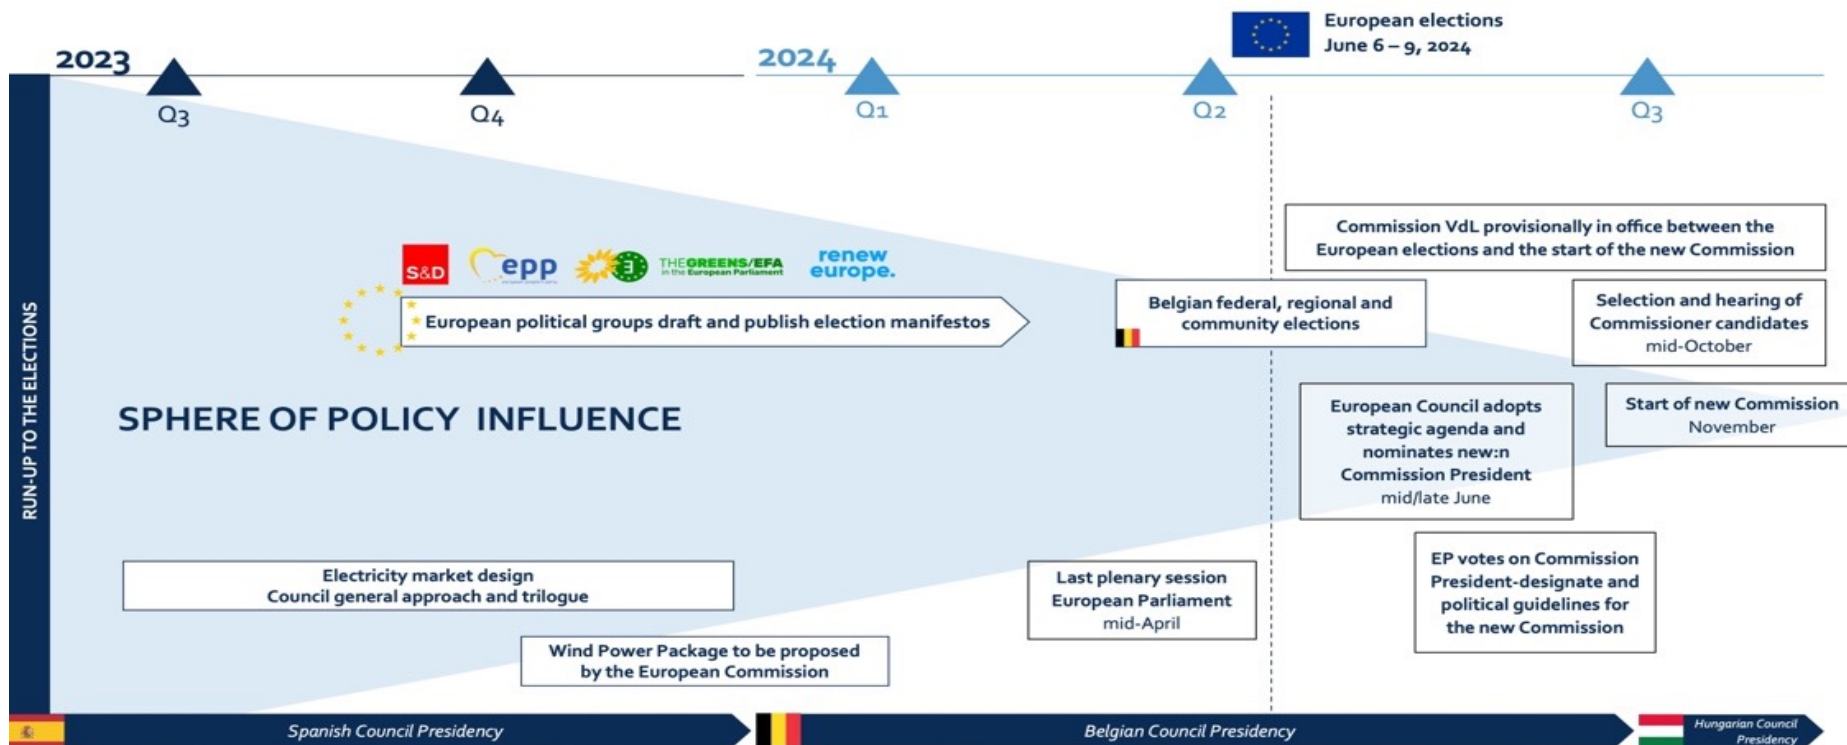 European elections
June 6 – 9, 2024
2023
2024
Q3
Q4
Q1
Q2
Q3
RUN-UP TO THE ELECTIONS
Commission VdL provisionally in office between the
European elections and the start of the new Commission
S&D
epp
THE GREENS/EFA
in the European Parliament
renew
europe.
European political groups draft and publish election manifestos
Belgian federal, regional and
community elections
Selection and hearing of
Commissioner candidates
mid-October
SPHERE OF POLICY INFLUENCE
European Council adopts
strategic agenda and
nominates new:n
Commission President
mid/late June
Start of new Commission
November
Electricity market design
Council general approach and trilogue
Last plenary session
European Parliament
mid-April
EP votes on Commission
President-designate and
political guidelines for
the new Commission
Wind Power Package to be proposed
by the European Commission
Spanish Council Presidency
Belgian Council Presidency
Hungarian Council
Presidency